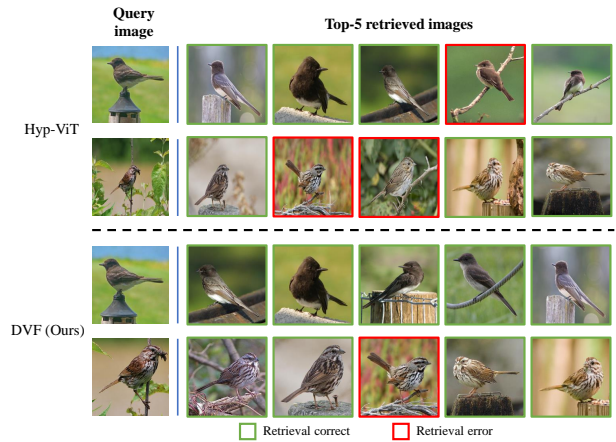 Query
image
Top-5 retrieved images
Hyp-ViT
DVF (Ours)
Retrieval correct
Retrieval error